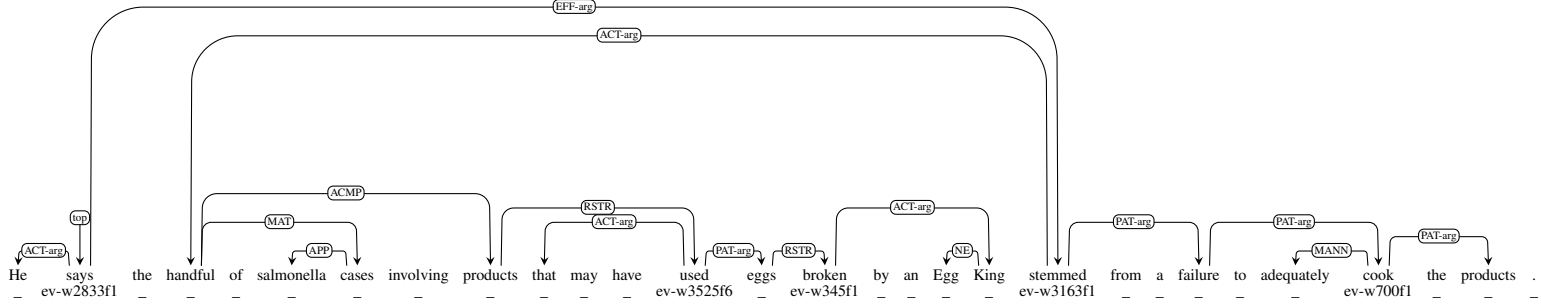 EFF-arg
ACT-arg
ACMP
RSTR ACT-arg
top MAT ACT-arg PAT-arg PAT-arg
PAT-arg
ACT-arg APP PAT-arg RSTR NE MANN
He says the handful of salmonella cases involving products that may have used eggs broken by an Egg King stemmed from a failure to adequately cook the products .
_ ev-w2833f1 _ _ _ _ _ _ _ _ _ _ ev-w3525f6 _ ev-w345f1 _ _ _ _ ev-w3163f1 _ _ _ _ _ ev-w700f1 _ _ _